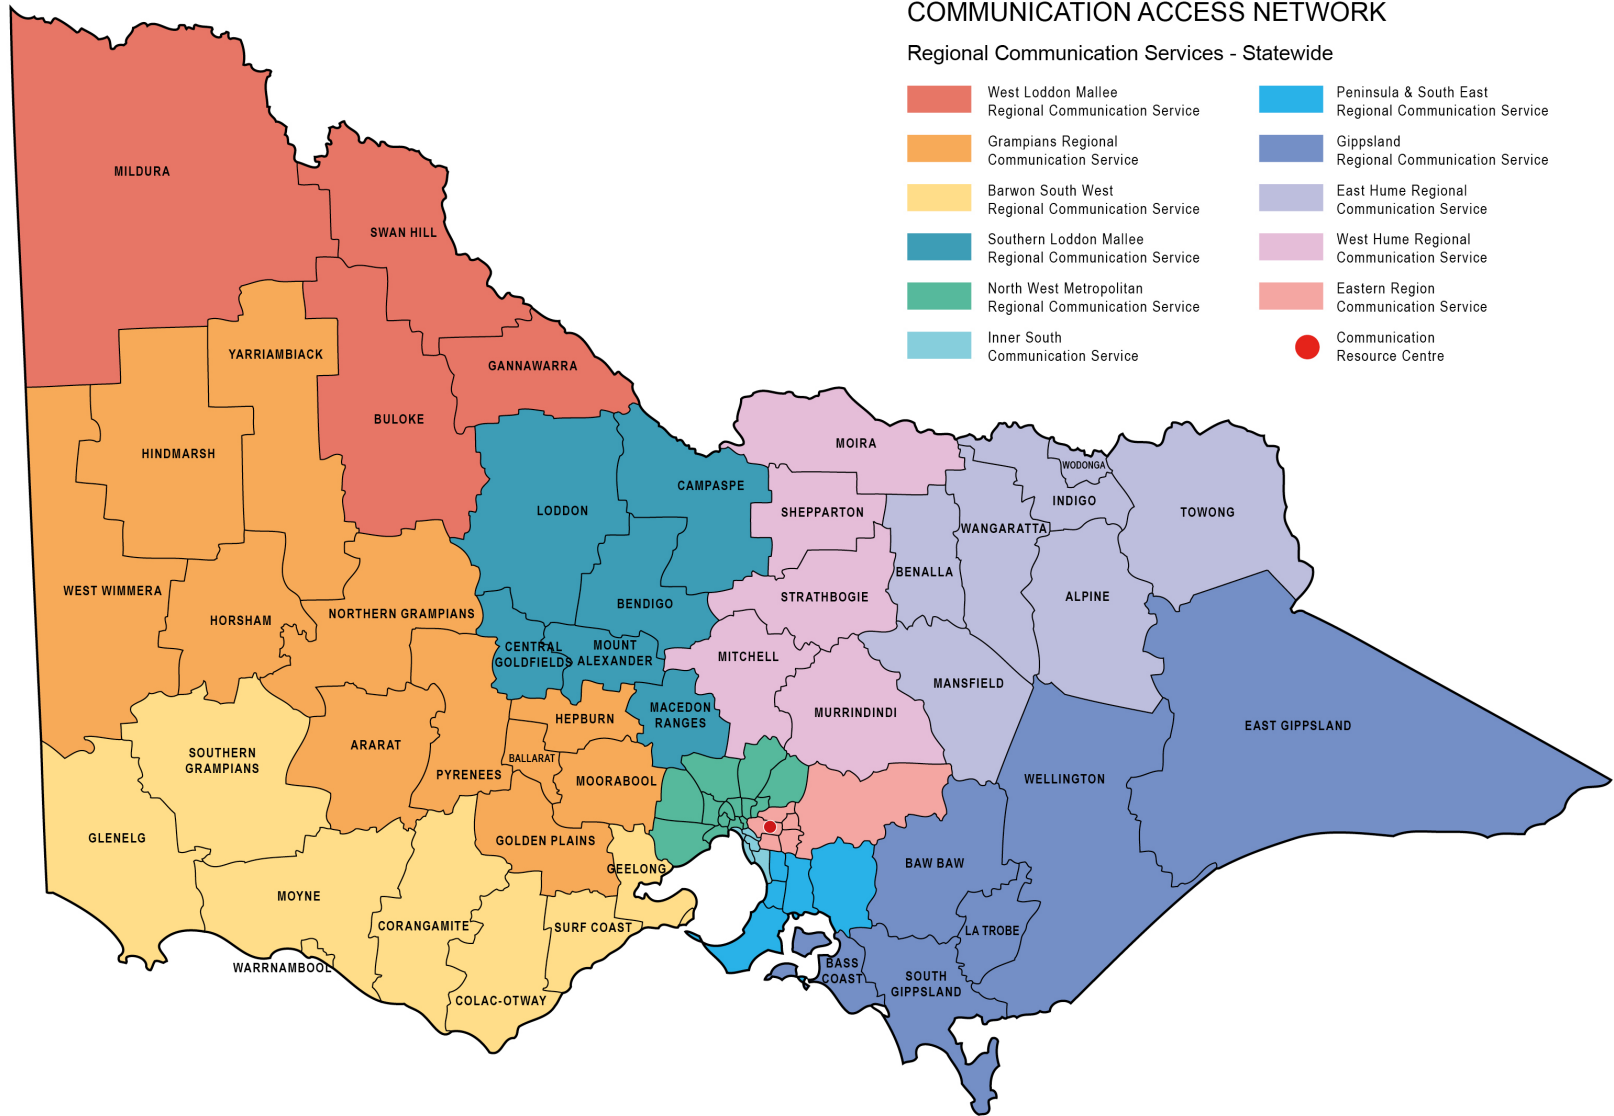 COMMUNICATION ACCESS NETWORK
Regional Communication Services - Statewide
West Loddon Mallee
Regional Communication Service
Grampians Regional
Communication Service
Barwon South West
Regional Communication Service
Southern Loddon Mallee
Regional Communication Service
North West Metropolitan
Regional Communication Service
Inner South
Communication Service
Peninsula & South East
Regional Communication Service
Gippsland
Regional Communication Service
East Hume Regional
Communication Service
West Hume Regional
Communication Service
Eastern Region
Communication Service
Communication
Resource Centre
MILDURA
SWAN HILL
YARRIAMBIACK
GANNAWARRA
BULOKE
HINDMARSH
MOIRA
WODONGA
CAMPASPE
INDIGO
LODDON
SHEPPARTON
TOWONG
WANGARATTA
BENALLA
WEST WIMMERA
STRATHBOGIE
ALPINE
BENDIGO
NORTHERN GRAMPIANS
HORSHAM
CENTRAL
GOLDFIELDS
MOUNT
ALEXANDER
MITCHELL
MANSFIELD
MACEDON
RANGES
MURRINDINDI
HEPBURN
EAST GIPPSLAND
ARARAT
SOUTHERN
GRAMPIANS
BALLARAT
PYRENEES
MOORABOOL
WELLINGTON
GLENELG
GOLDEN PLAINS
BAW BAW
GEELONG
MOYNE
CORANGAMITE
SURF COAST
LA TROBE
WARRNAMBOOL
BASS
COAST
SOUTH
GIPPSLAND
COLAC-OTWAY